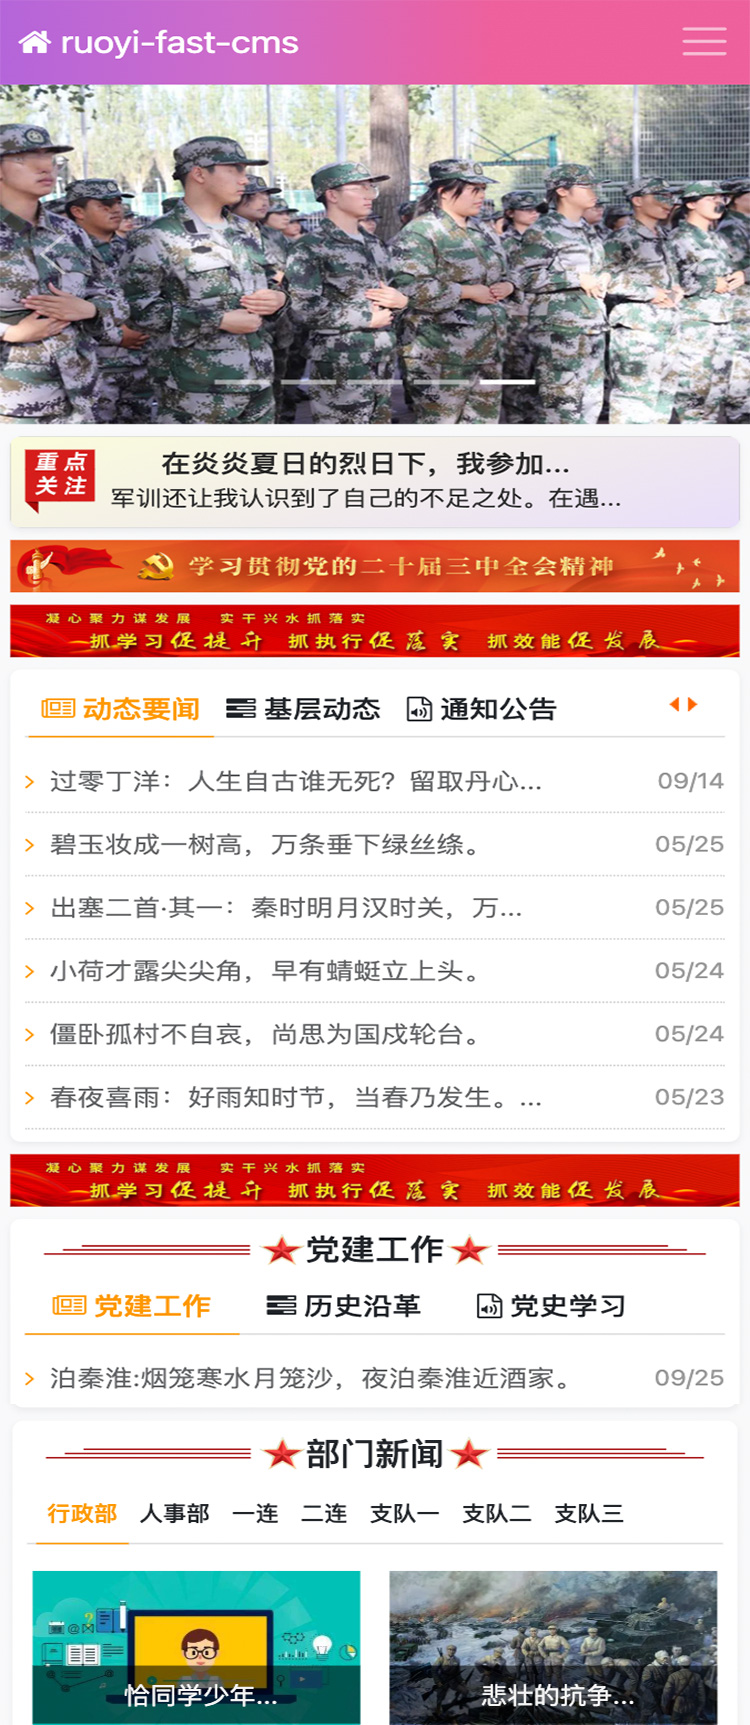 ruoyi-fast-cms
重点
关注
在炎炎夏日的烈日下，我参加...
军训还让我认识到了自己的不足之处。在遇...
学习贯彻党的二十届三中全会精神
凝心聚力谋发展 实干兴水抓落实
抓学习促提升 抓执行促落实 抓效能促发展
动态要闻 基层动态 通知公告
过零丁洋：人生自古谁无死？留取丹心... 09/14
碧玉妆成一树高，万条垂下绿丝绦。 05/25
出塞二首·其一：秦时明月汉时关，万... 05/25
小荷才露尖尖角，早有蜻蜓立上头。 05/24
僵卧孤村不自哀，尚思为国戍轮台。 05/24
春夜喜雨：好雨知时节，当春乃发生。... 05/23
凝心聚力谋发展 实干兴水抓落实
抓学习促提升 抓执行促落实 抓效能促发展
党建工作
党建工作 历史沿革 党史学习
泊秦淮:烟笼寒水月笼沙，夜泊秦淮近酒家。 09/25
部门新闻
行政部 人事部 一连 二连 支队一 支队二 支队三
恰同学少年... 悲壮的抗争...